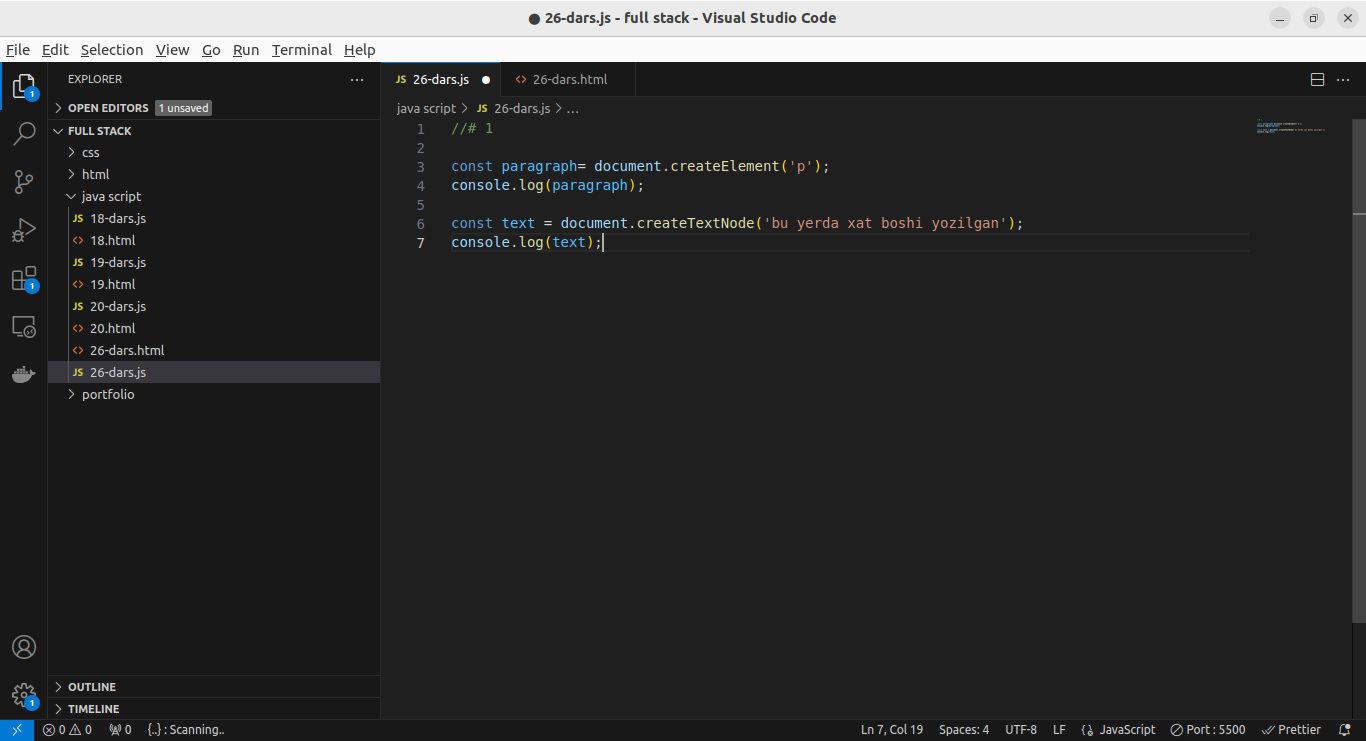 ● 26-dars.js - full stack - Visual Studio Code
File Edit Selection View Go Run Terminal Help
EXPLORER
OPEN EDITORS 1 unsaved
FULL STACK
css
html
java script
JS 18-dars.js
<> 18.html
JS 19-dars.js
<> 19.html
JS 20-dars.js
<> 20.html
<> 26-dars.html
JS 26-dars.js
portfolio
OUTLINE
TIMELINE
1
1
1
JS 26-dars.js ●
<> 26-dars.html
java script > JS 26-dars.js > ...
1 //# 1
2
3 const paragraph= document.createElement('p');
4 console.log(paragraph);
5
6 const text = document.createTextNode('bu yerda xat boshi yozilgan');
7 console.log(text);
0 0 0 {..} : Scanning.. Ln 7, Col 19 Spaces: 4 UTF-8 LF {} JavaScript Port : 5500 Prettier